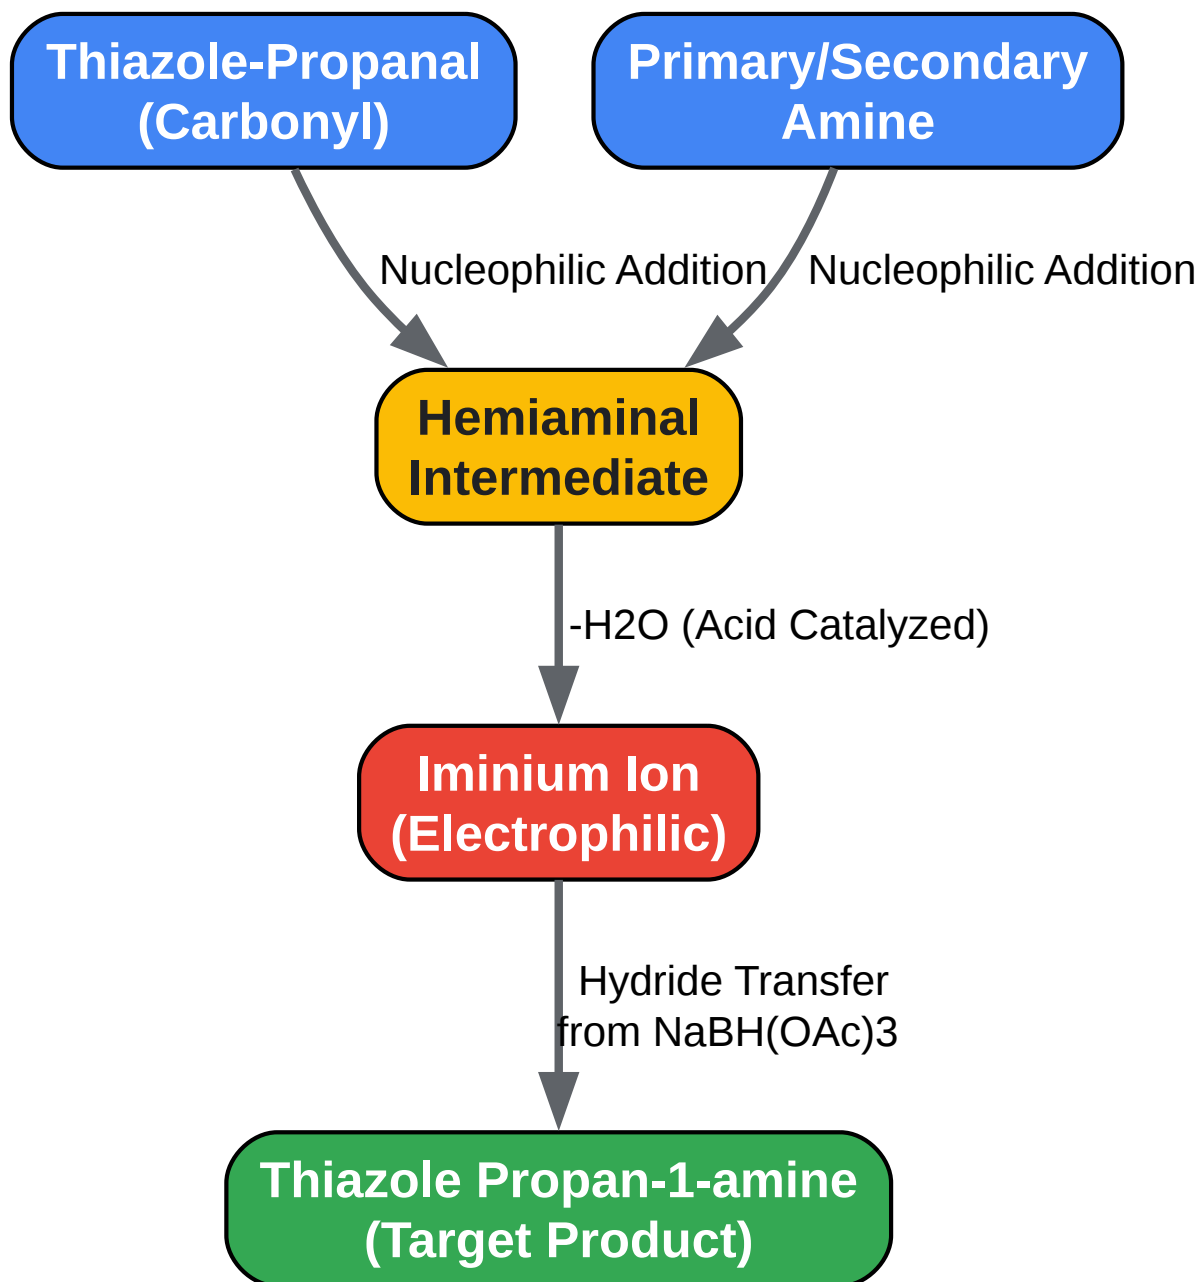 Thiazole-Propanal
(Carbonyl)
Primary/Secondary
Amine
Nucleophilic Addition
Nucleophilic Addition
Hemiaminal
Intermediate
-H2O (Acid Catalyzed)
Iminium Ion
(Electrophilic)
Hydride Transfer
from NaBH(OAc)3
Thiazole Propan-1-amine
(Target Product)